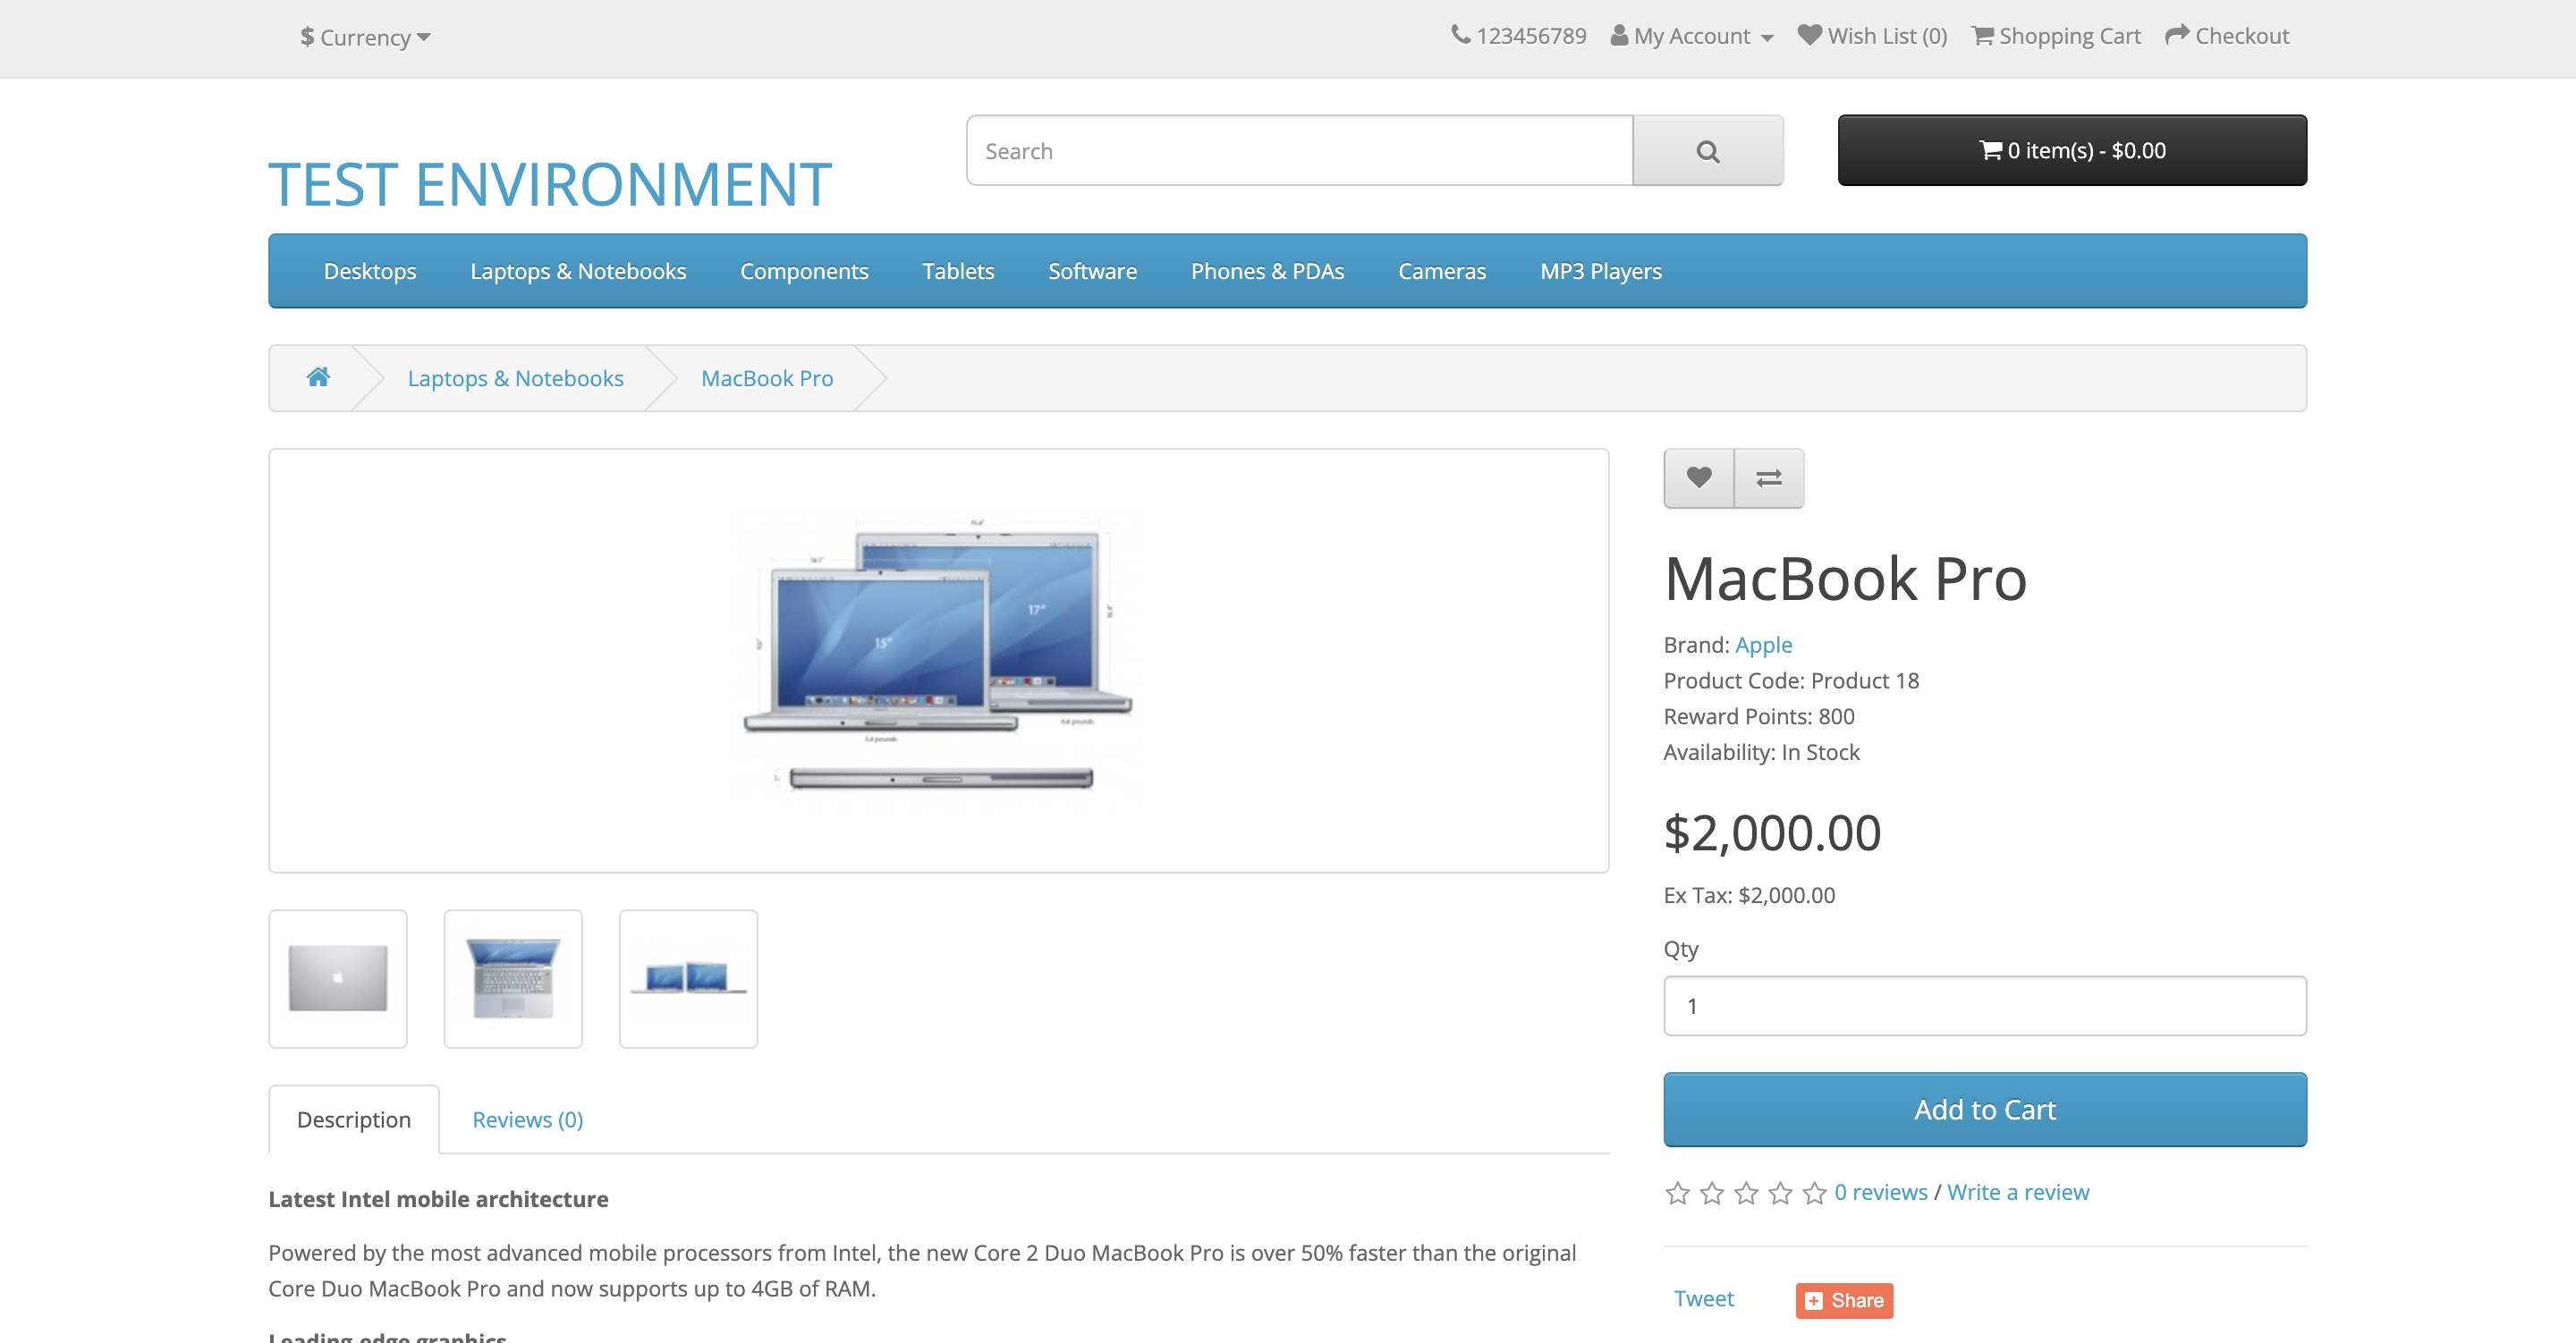 $ Currency
123456789 My Account Wish List (0) Shopping Cart Checkout
TEST ENVIRONMENT
Search
0 item(s) - $0.00
Desktops Laptops & Notebooks Components Tablets Software Phones & PDAs Cameras MP3 Players
Laptops & Notebooks MacBook Pro
15"
17"
MacBook Pro
Brand: Apple
Product Code: Product 18
Reward Points: 800
Availability: In Stock
$2,000.00
Ex Tax: $2,000.00
Qty
1
Add to Cart
0 reviews / Write a review
Tweet
Share
Description Reviews (0)
Latest Intel mobile architecture
Powered by the most advanced mobile processors from Intel, the new Core 2 Duo MacBook Pro is over 50% faster than the original
Core Duo MacBook Pro and now supports up to 4GB of RAM.
Leading-edge graphics